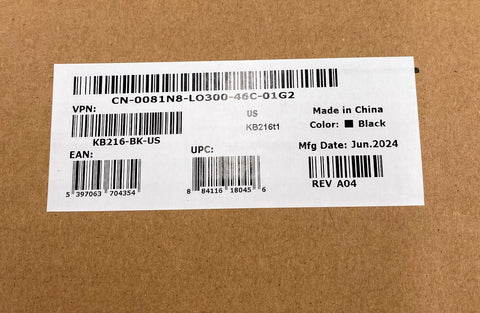 CN-0081N8-LO300-46C-01G2
VPN:
US
Made in China
KB216-BK-US
KB216t1
Color: ■ Black
EAN:
UPC:
Mfg Date: Jun.2024
5 397063 704354
8 84116 18045 6
REV A04